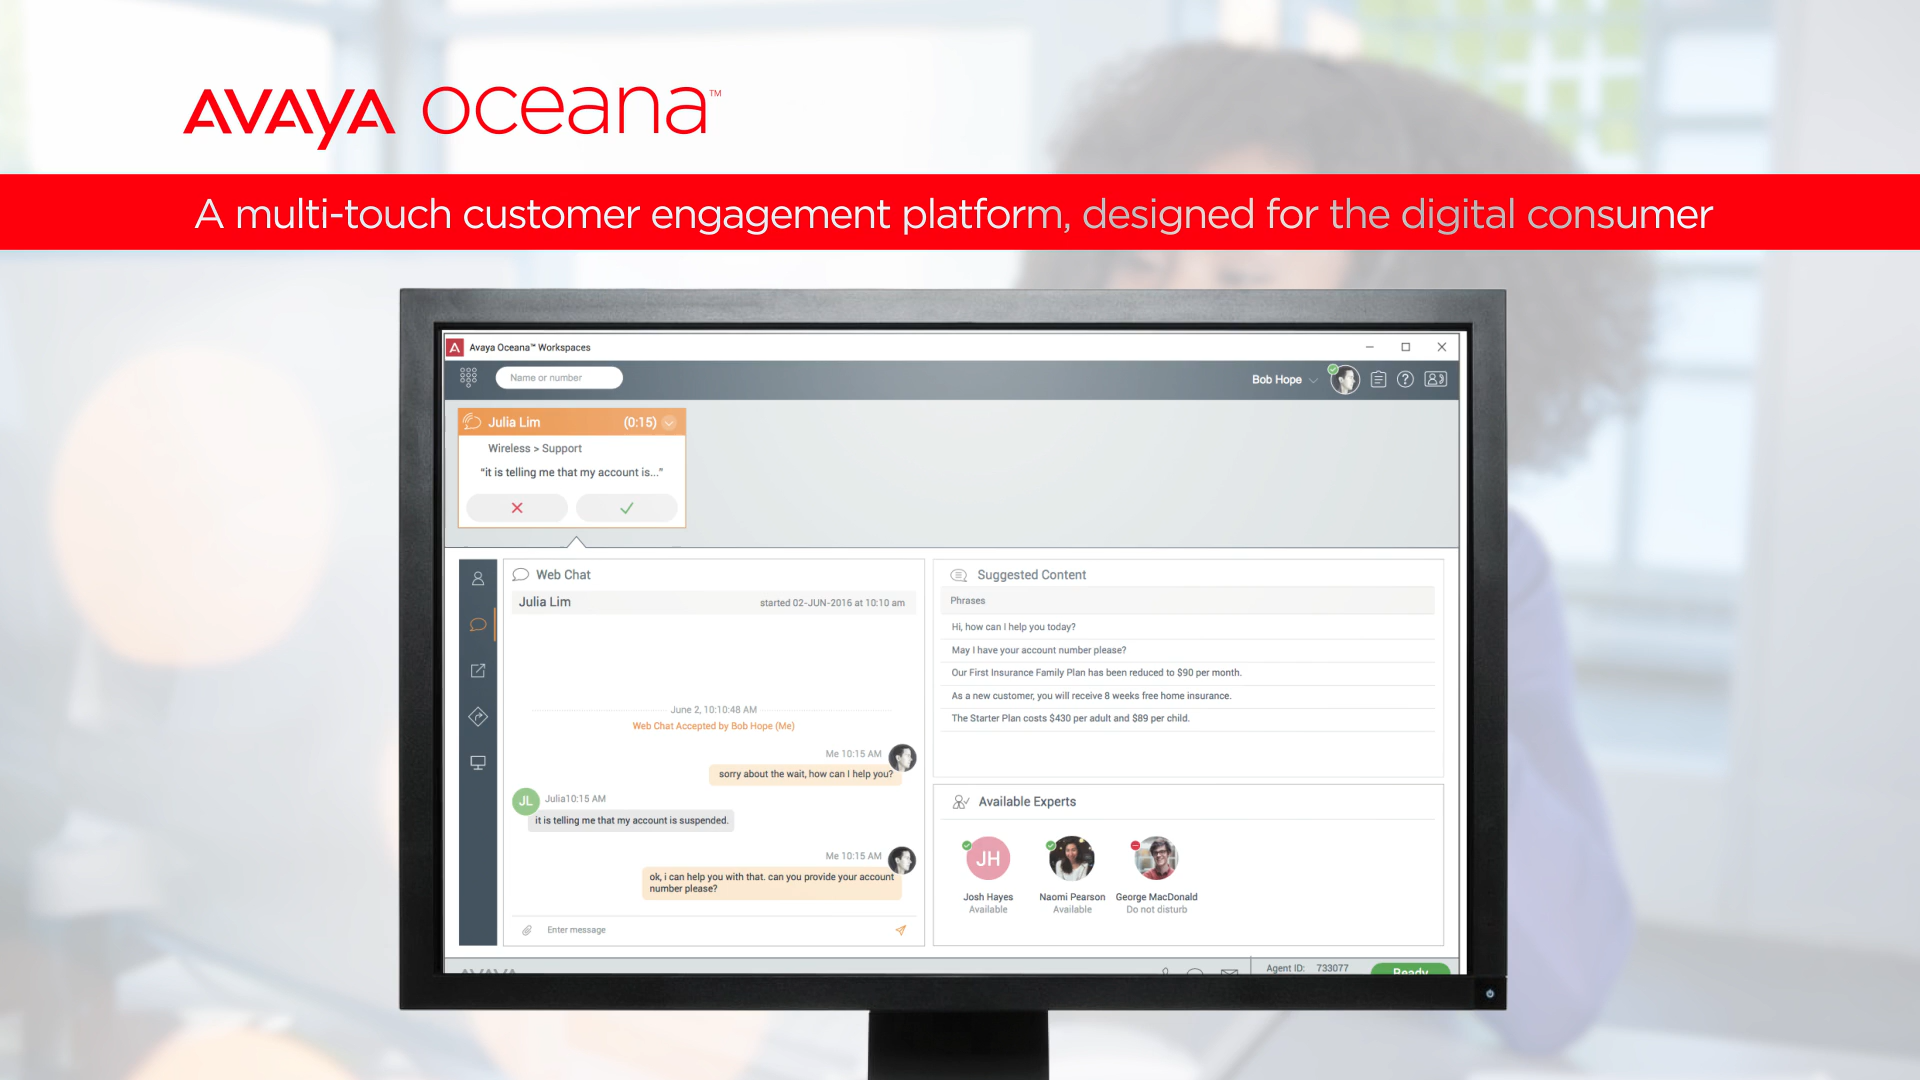 AVAYA oceana™
A multi-touch customer engagement platform, designed for the digital consumer
A Avaya Oceana™ Workspaces
Name or number
Bob Hope
Julia Lim (0:15)
Wireless > Support
“it is telling me that my account is...”
Web Chat
Julia Lim started 02-JUN-2016 at 10:10 am
June 2, 10:10:48 AM
Web Chat Accepted by Bob Hope (Me)
Me 10:15 AM
sorry about the wait, how can I help you?
JL Julia10:15 AM
it is telling me that my account is suspended.
Me 10:15 AM
ok, i can help you with that. can you provide your account
number please?
Enter message
Suggested Content
Phrases
Hi, how can I help you today?
May I have your account number please?
Our First Insurance Family Plan has been reduced to $90 per month.
As a new customer, you will receive 8 weeks free home insurance.
The Starter Plan costs $430 per adult and $89 per child.
Available Experts
JH
Josh Hayes Naomi Pearson George MacDonald
Available Available Do not disturb
AVAYA Agent ID: 733077 Ready